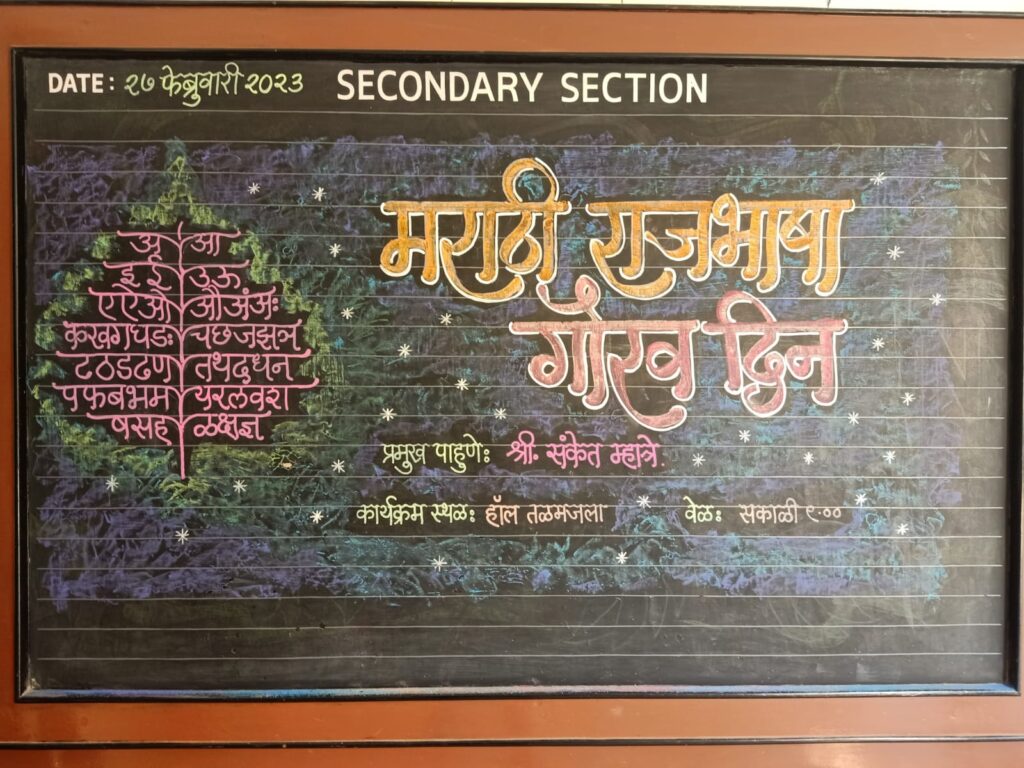 DATE: २७ फेब्रुवारी २०२३ SECONDARY SECTION
मराठी राजभाषा
गौरव दिन
अ आ
इ ई उ ऊ
ए ऐ ओ औ अं अः
क ख ग घ ङ च छ ज झ ञ
ट ठ ड ढ ण त थ द ध न
प फ ब भ म य र ल व श
ष स ह ळ क्ष ज्ञ
प्रमुख पाहुणेः श्री. संकेत म्हात्रे.
कार्यक्रम स्थळः हॉल तळमजला वेळः सकाळी ९.००